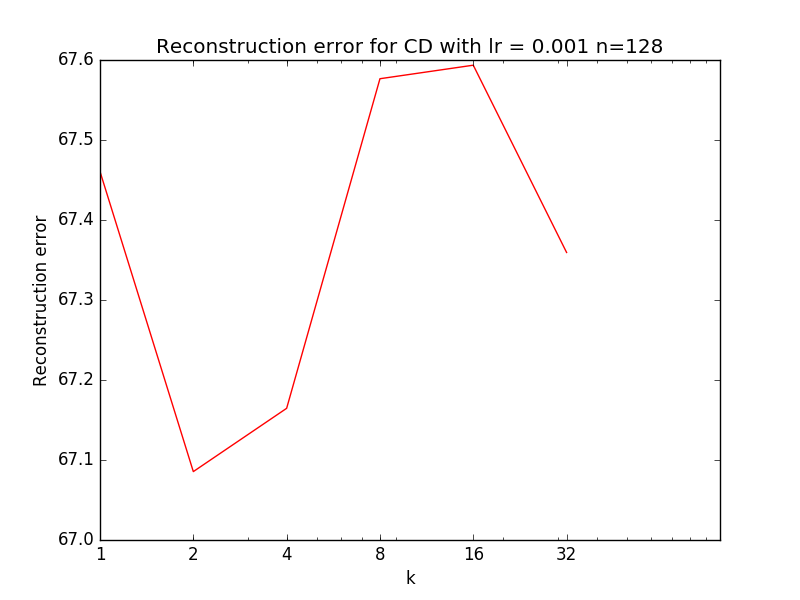 Reconstruction error for CD with lr = 0.001 n=128
67.6
67.5
67.4
67.3
67.2
67.1
67.0
Reconstruction error
1 2 4 8 16 32
k